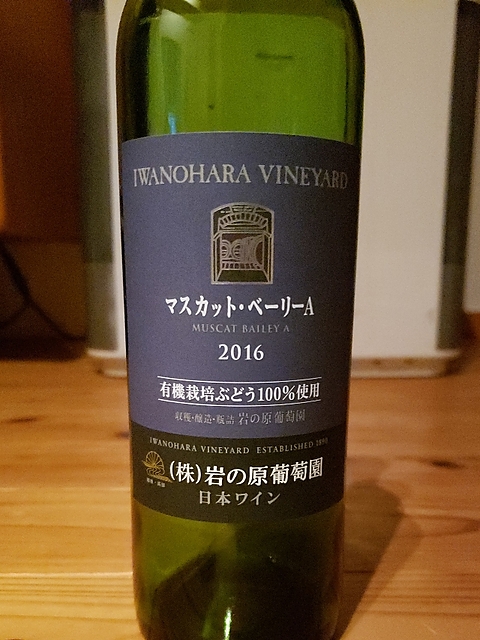 IWANOHARA VINEYARD
マスカット・ベーリーA
MUSCAT BAILEY A
2016
有機栽培ぶどう100%使用
収穫・醸造・瓶詰 岩の原葡萄園
IWANOHARA VINEYARD ESTABLISHED 1890
(株)岩の原葡萄園
日本ワイン